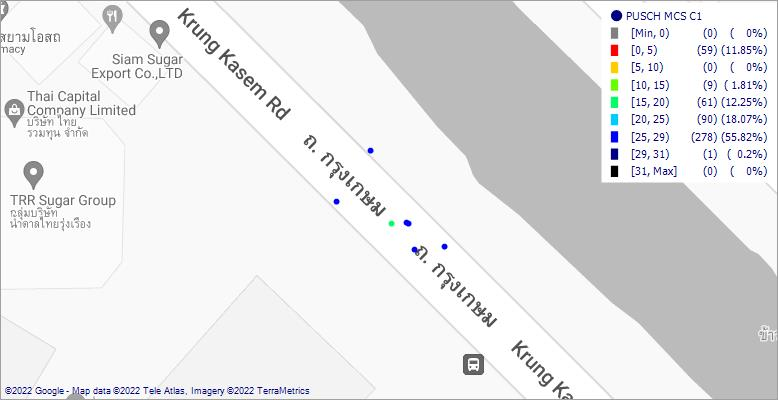 สยามโอสถ
macy
Siam Sugar
Export Co.,LTD
Thai Capital
Company Limited
บริษัท ไทย
รวมทุน จำกัด
TRR Sugar Group
กลุ่มบริษัท
น้ำตาลไทยรุ่งเรือง
Krung Kasem Rd
ถ. กรุงเกษม
ถ. กรุงเกษม
Krung Ka
ข้าว
PUSCH MCS C1
[Min, 0) (0) ( 0%)
[0, 5) (59) (11.85%)
[5, 10) (0) ( 0%)
[10, 15) (9) ( 1.81%)
[15, 20) (61) (12.25%)
[20, 25) (90) (18.07%)
[25, 29) (278) (55.82%)
[29, 31) (1) ( 0.2%)
[31, Max] (0) ( 0%)
©2022 Google - Map data ©2022 Tele Atlas, Imagery ©2022 TerraMetrics